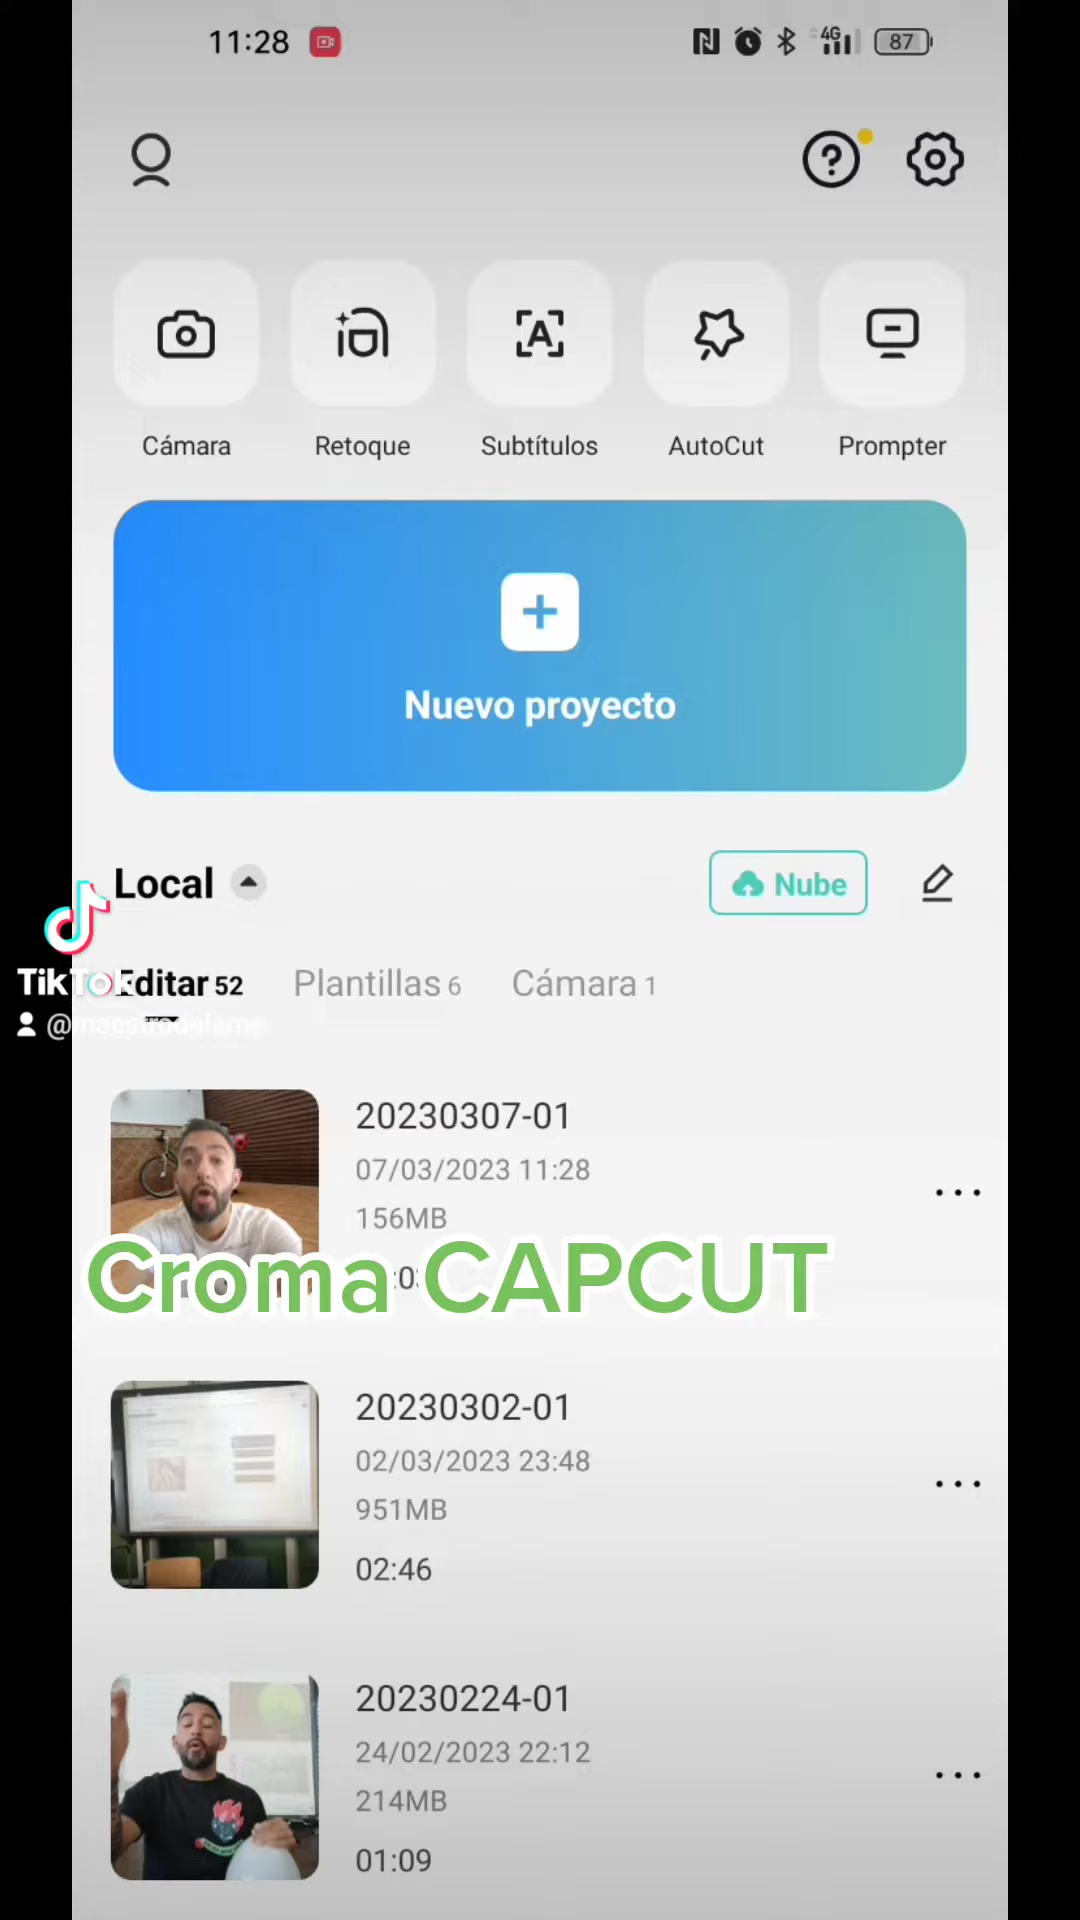 11:28
4G
87
Cámara
Retoque
Subtítulos
AutoCut
Prompter
Nuevo proyecto
Local
Nube
TikTok
Editar 52
Plantillas 6
Cámara 1
20230307-01
07/03/2023 11:28
156MB
Croma CAPCUT
20230302-01
02/03/2023 23:48
951MB
02:46
20230224-01
24/02/2023 22:12
214MB
01:09